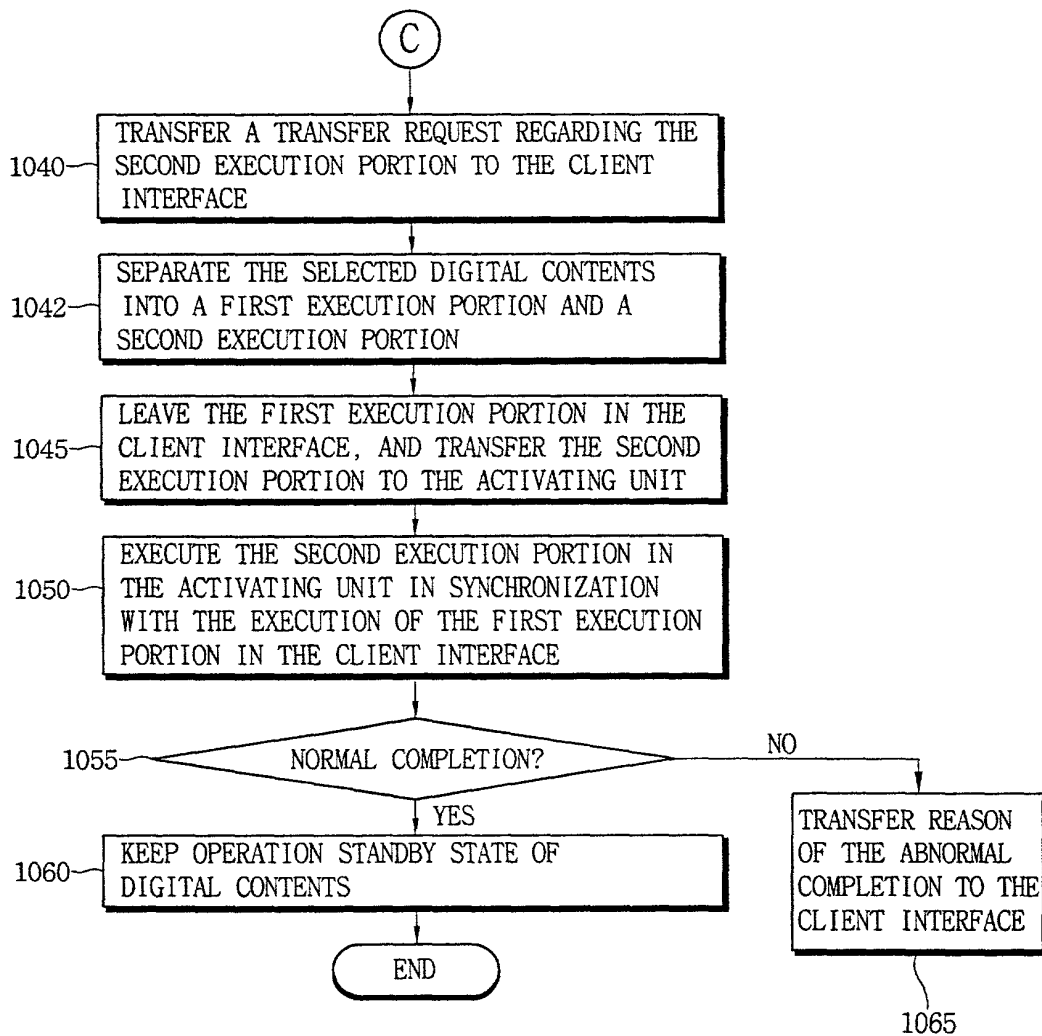 C
TRANSFER A TRANSFER REQUEST REGARDING THE
SECOND EXECUTION PORTION TO THE CLIENT
INTERFACE
1040
SEPARATE THE SELECTED DIGITAL CONTENTS
INTO A FIRST EXECUTION PORTION AND A
SECOND EXECUTION PORTION
1042
LEAVE THE FIRST EXECUTION PORTION IN THE
CLIENT INTERFACE, AND TRANSFER THE SECOND
EXECUTION PORTION TO THE ACTIVATING UNIT
1045
EXECUTE THE SECOND EXECUTION PORTION IN
THE ACTIVATING UNIT IN SYNCHRONIZATION
WITH THE EXECUTION OF THE FIRST EXECUTION
PORTION IN THE CLIENT INTERFACE
1050
NORMAL COMPLETION?
1055
NO
YES
KEEP OPERATION STANDBY STATE OF
DIGITAL CONTENTS
1060
END
TRANSFER REASON
OF THE ABNORMAL
COMPLETION TO THE
CLIENT INTERFACE
1065